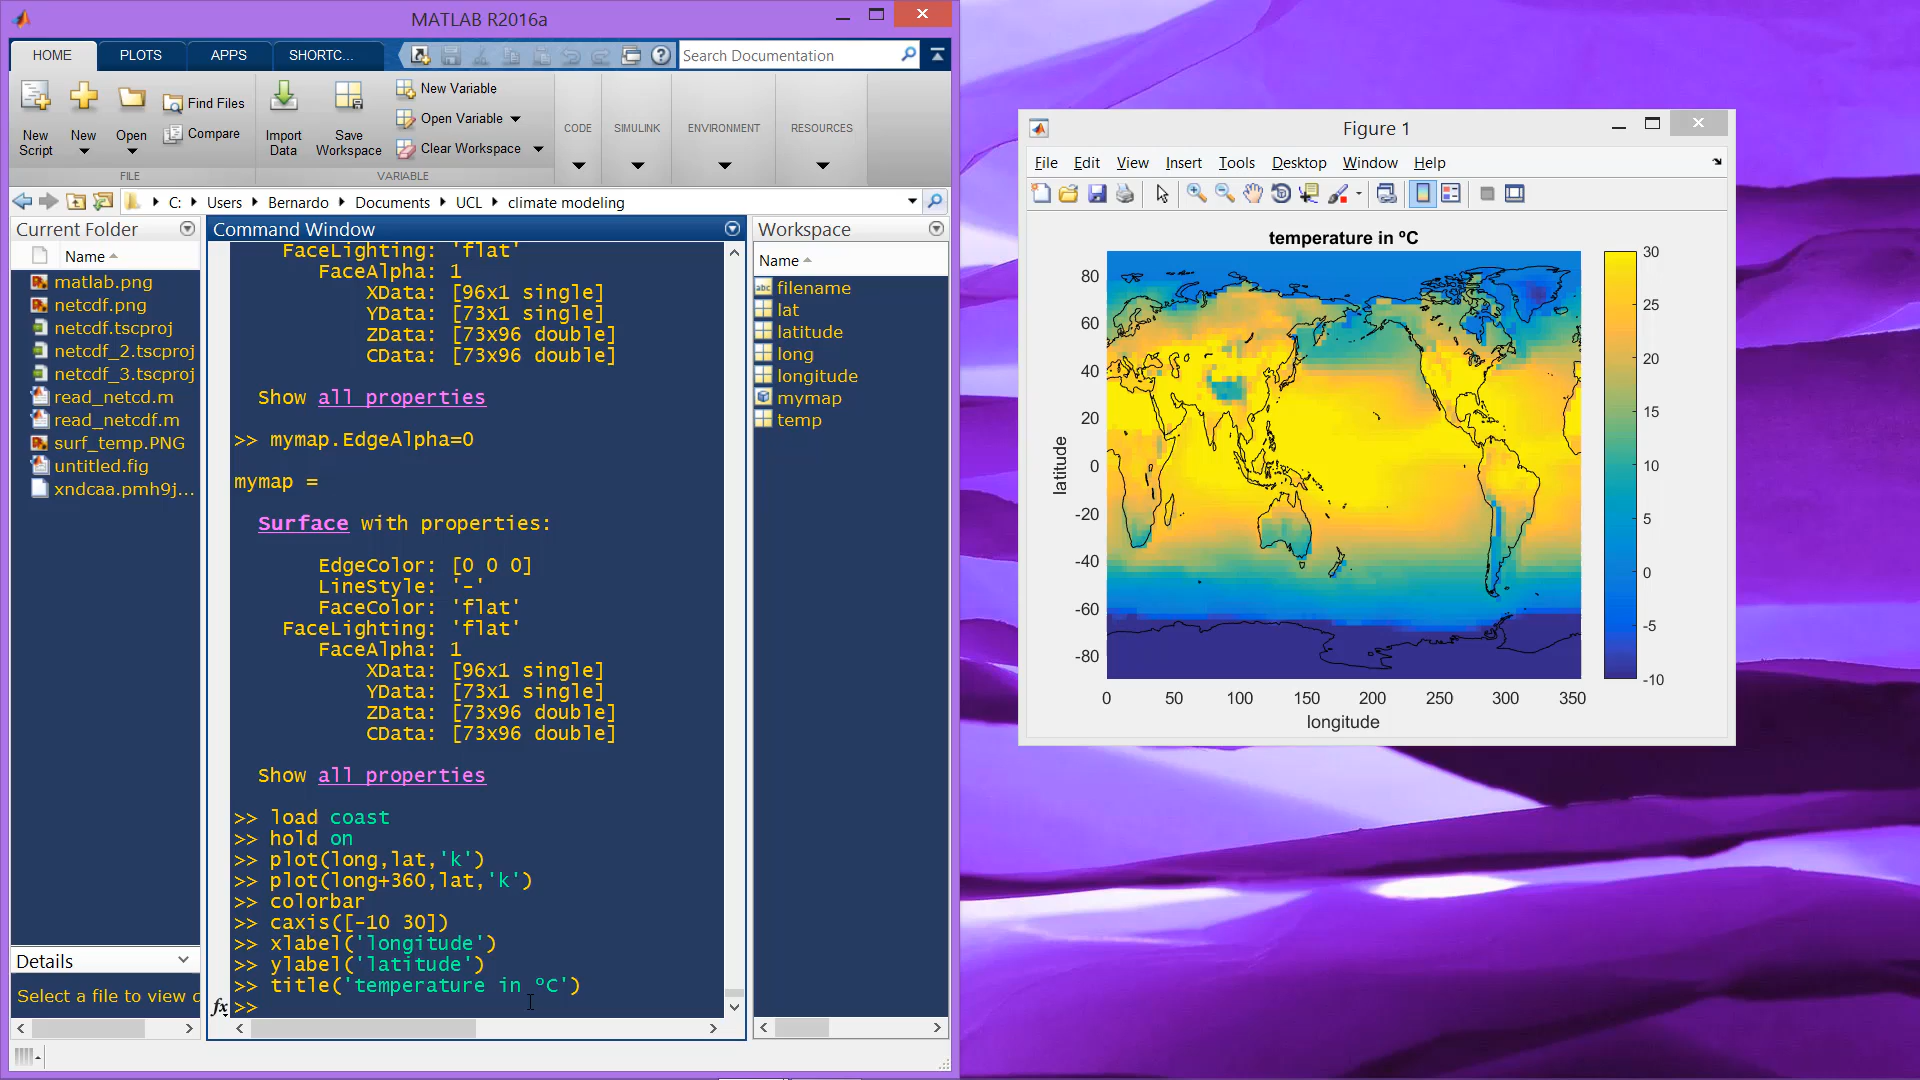 MATLAB R2016a
HOME PLOTS APPS SHORTC... Search Documentation
New Script
New
Open
Find Files
Compare
Import Data
Save Workspace
New Variable
Open Variable
Clear Workspace
CODE SIMULINK ENVIRONMENT RESOURCES
FILE VARIABLE
C: Users Bernardo Documents UCL climate modeling
Current Folder
Name
matlab.png
netcdf.png
netcdf.tscproj
netcdf_2.tscproj
netcdf_3.tscproj
read_netcd.m
read_netcdf.m
surf_temp.PNG
untitled.fig
xndcaa.pmh9j...
Details
Select a file to view d
Command Window
FaceLighting: 'flat'
FaceAlpha: 1
XData: [96x1 single]
YData: [73x1 single]
ZData: [73x96 double]
CData: [73x96 double]
Show all properties
>> mymap.EdgeAlpha=0
mymap =
Surface with properties:
EdgeColor: [0 0 0]
LineStyle: '-'
FaceColor: 'flat'
FaceLighting: 'flat'
FaceAlpha: 1
XData: [96x1 single]
YData: [73x1 single]
ZData: [73x96 double]
CData: [73x96 double]
Show all properties
>> load coast
>> hold on
>> plot(long,lat,'k')
>> plot(long+360,lat,'k')
>> colorbar
>> caxis([-10 30])
>> xlabel('longitude')
>> ylabel('latitude')
>> title('temperature in ºC')
fx >>
Workspace
Name
abc filename
lat
latitude
long
longitude
mymap
temp
Figure 1
File Edit View Insert Tools Desktop Window Help
temperature in ºC
80
60
40
20
0
-20
-40
-60
-80
latitude
0 50 100 150 200 250 300 350
longitude
30
25
20
15
10
5
0
-5
-10